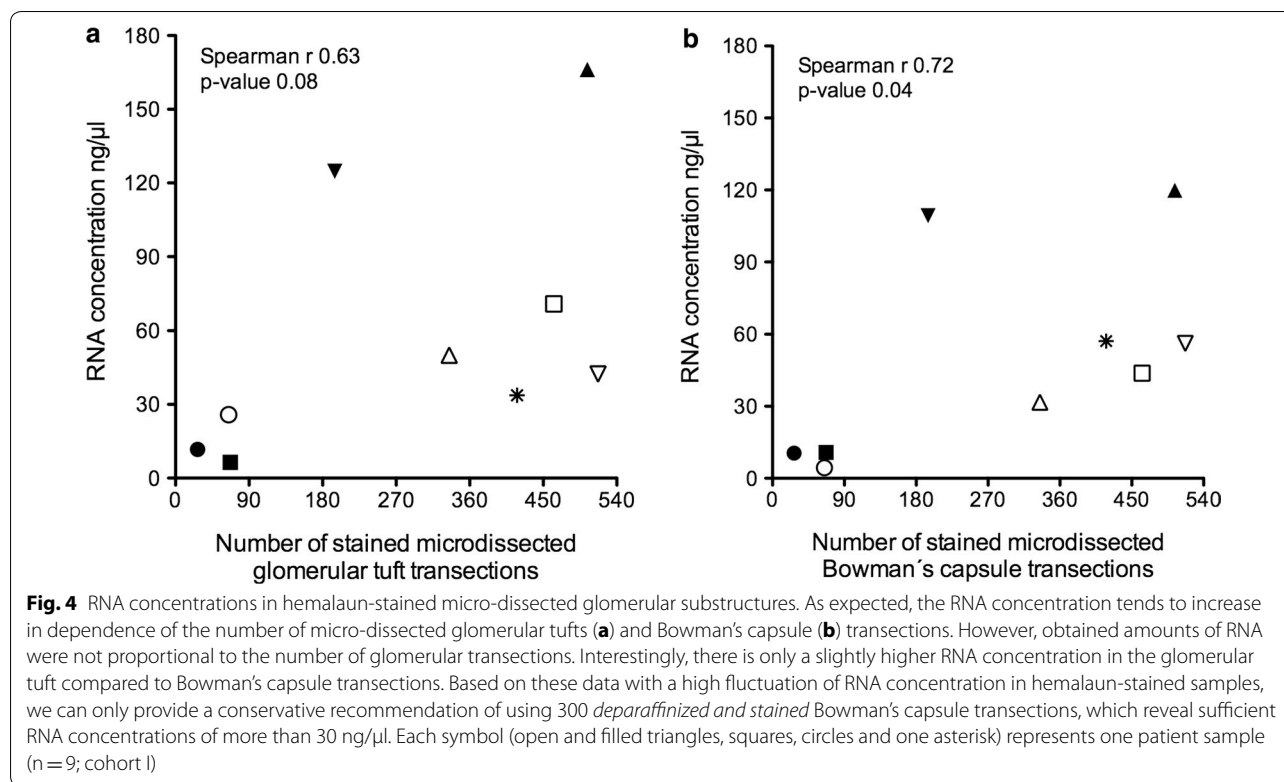 a
180
150
120
90
60
30
0
RNA concentration ng/µl
Spearman r 0.63
p-value 0.08
0 90 180 270 360 450 540
Number of stained microdissected
glomerular tuft transections
b
180
150
120
90
60
30
0
RNA concentration ng/µl
Spearman r 0.72
p-value 0.04
0 90 180 270 360 450 540
Number of stained microdissected
Bowman´s capsule transections
Fig. 4 RNA concentrations in hemalaun-stained micro-dissected glomerular substructures. As expected, the RNA concentration tends to increase
in dependence of the number of micro-dissected glomerular tufts (a) and Bowman’s capsule (b) transections. However, obtained amounts of RNA
were not proportional to the number of glomerular transections. Interestingly, there is only a slightly higher RNA concentration in the glomerular
tuft compared to Bowman’s capsule transections. Based on these data with a high fluctuation of RNA concentration in hemalaun-stained samples,
we can only provide a conservative recommendation of using 300 deparaffinized and stained Bowman’s capsule transections, which reveal sufficient
RNA concentrations of more than 30 ng/µl. Each symbol (open and filled triangles, squares, circles and one asterisk) represents one patient sample
(n = 9; cohort I)